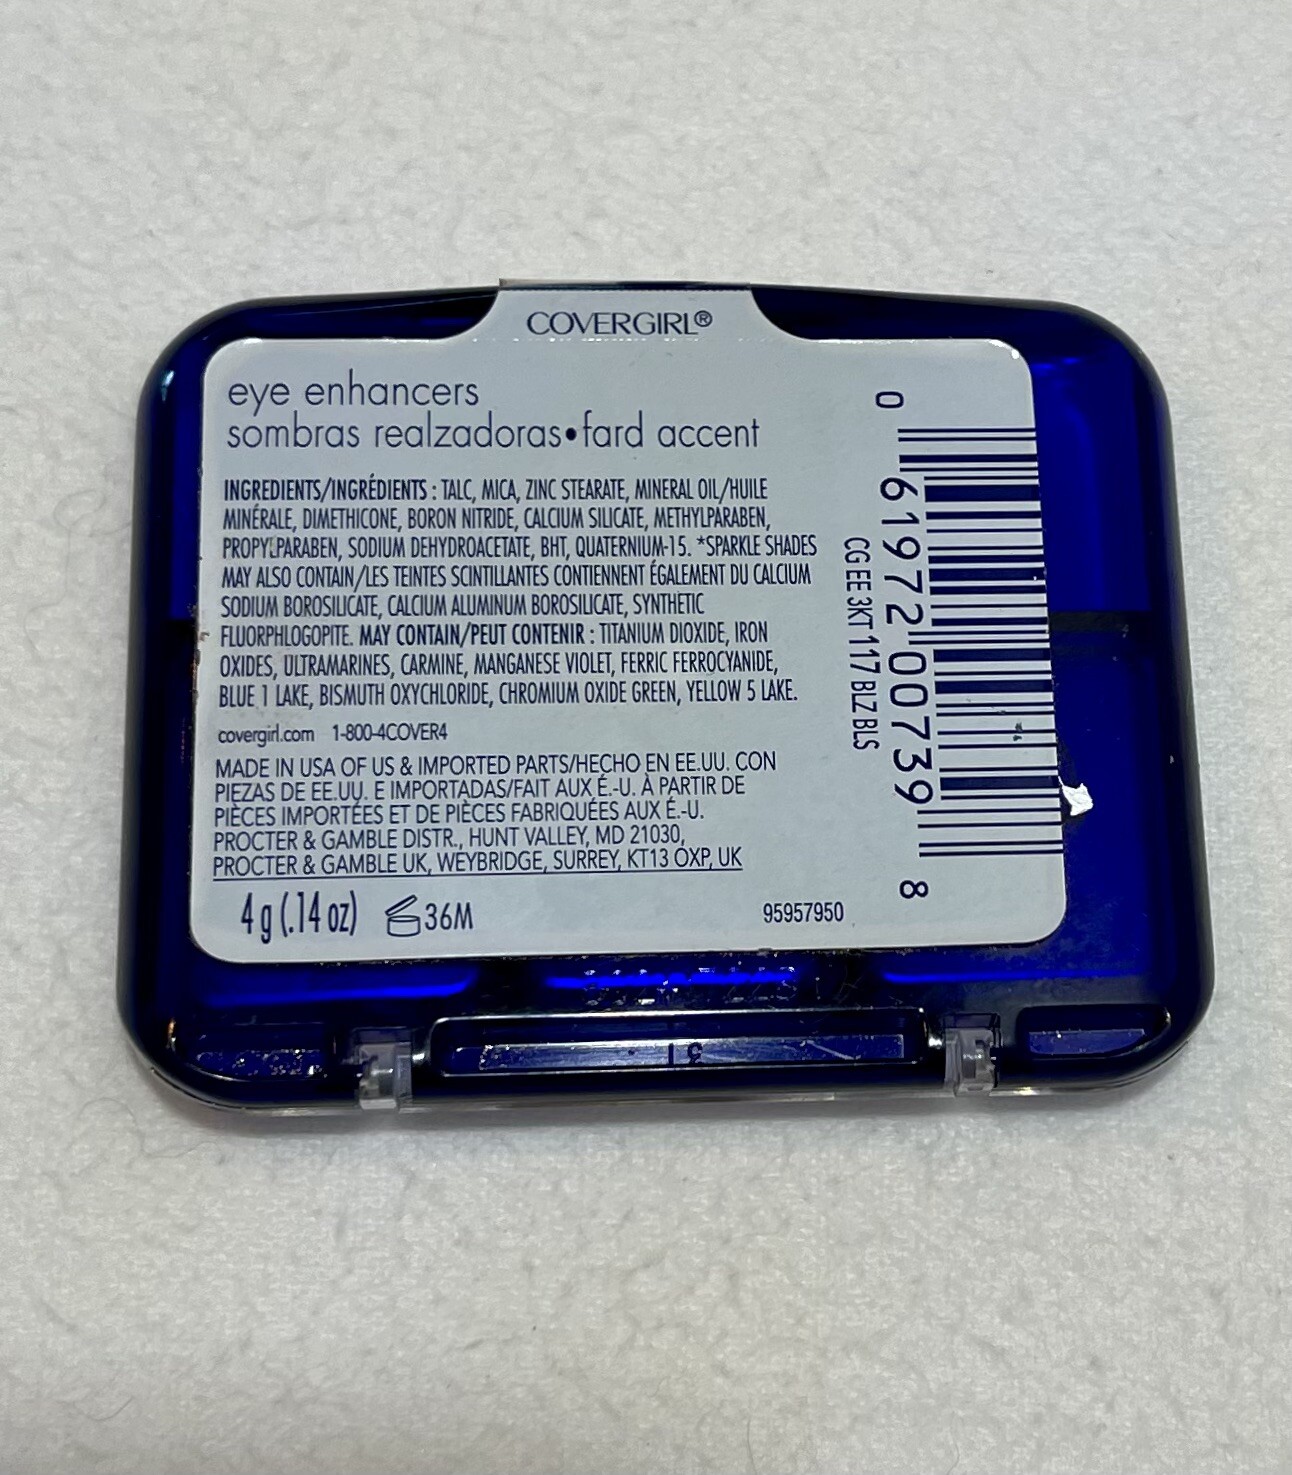 COVERGIRL®
eye enhancers
sombras realzadoras•fard accent
INGREDIENTS/INGRÉDIENTS : TALC, MICA, ZINC STEARATE, MINERAL OIL/HUILE
MINÉRALE, DIMETHICONE, BORON NITRIDE, CALCIUM SILICATE, METHYLPARABEN,
PROPYLPARABEN, SODIUM DEHYDROACETATE, BHT, QUATERNIUM-15. *SPARKLE SHADES
MAY ALSO CONTAIN/LES TEINTES SCINTILLANTES CONTIENNENT ÉGALEMENT DU CALCIUM
SODIUM BOROSILICATE, CALCIUM ALUMINUM BOROSILICATE, SYNTHETIC
FLUORPHLOGOPITE. MAY CONTAIN/PEUT CONTENIR : TITANIUM DIOXIDE, IRON
OXIDES, ULTRAMARINES, CARMINE, MANGANESE VIOLET, FERRIC FERROCYANIDE,
BLUE 1 LAKE, BISMUTH OXYCHLORIDE, CHROMIUM OXIDE GREEN, YELLOW 5 LAKE.
covergirl.com 1-800-4COVER4
MADE IN USA OF US & IMPORTED PARTS/HECHO EN EE.UU. CON
PIEZAS DE EE.UU. E IMPORTADAS/FAIT AUX É.-U. À PARTIR DE
PIÈCES IMPORTÉES ET DE PIÈCES FABRIQUÉES AUX É.-U.
PROCTER & GAMBLE DISTR., HUNT VALLEY, MD 21030,
PROCTER & GAMBLE UK, WEYBRIDGE, SURREY, KT13 OXP, UK
4 g (.14 oz) 36M
95957950
CG EE 3KT 117 BLZ BLS
0 61972 00739 8